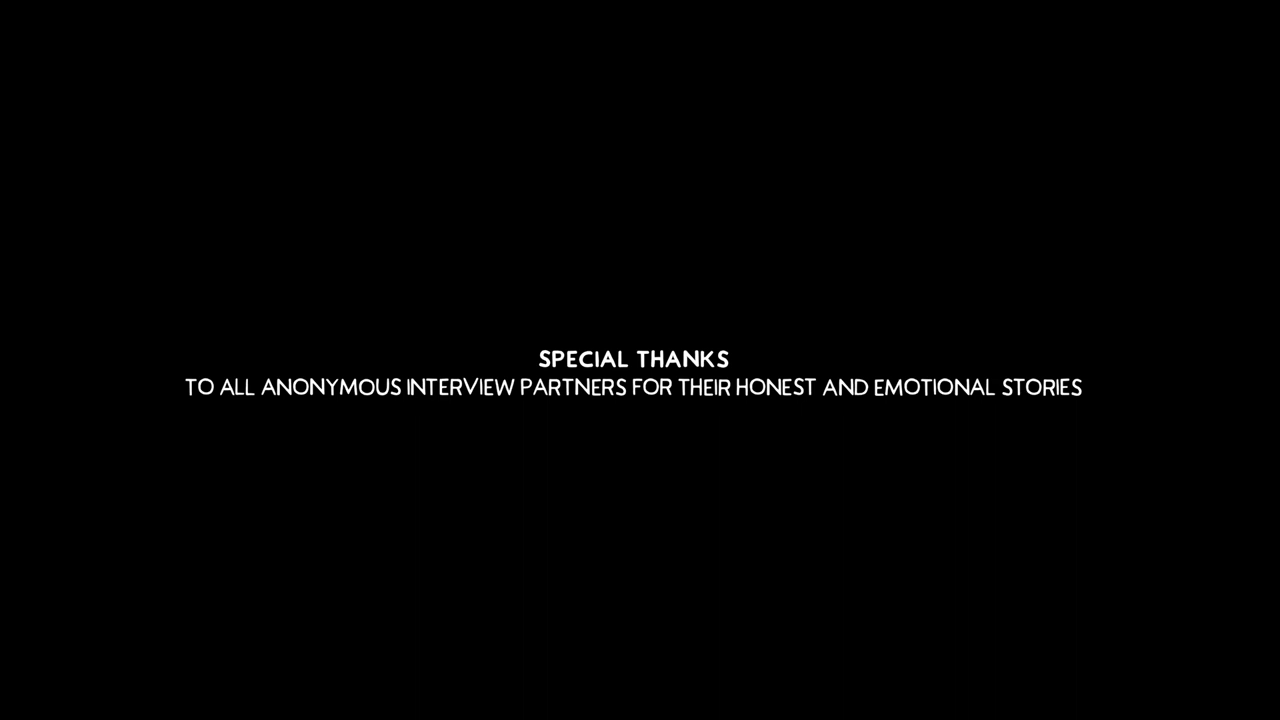 SPECIAL THANKS
TO ALL ANONYMOUS INTERVIEW PARTNERS FOR THEIR HONEST AND EMOTIONAL STORIES